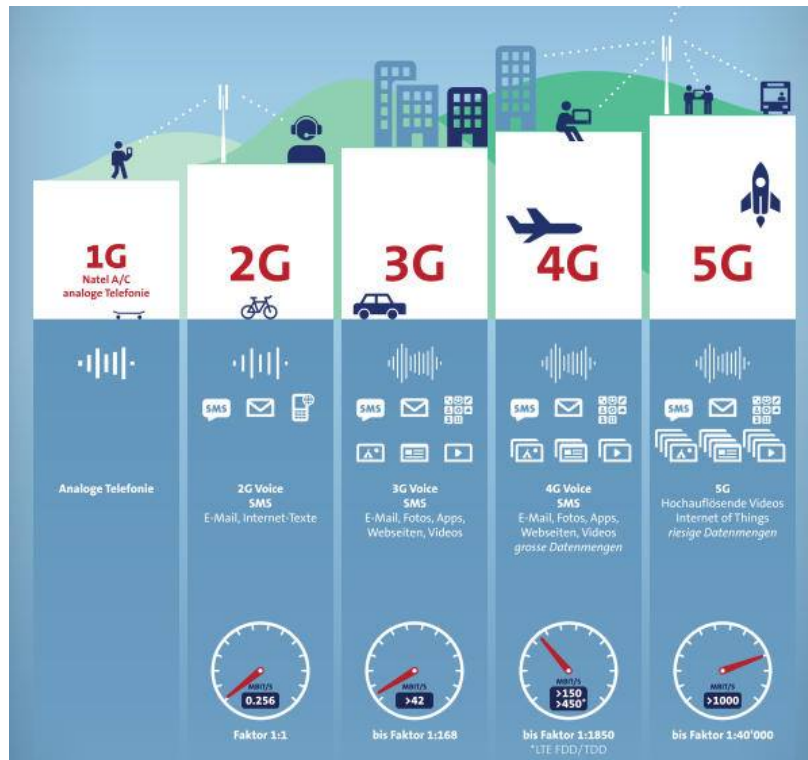 1G
Natel A/C
analoge Telefonie
2G
3G
4G
5G
SMS
SMS
SMS
SMS
Analoge Telefonie
2G Voice
SMS
E-Mail, Internet-Texte
3G Voice
SMS
E-Mail, Fotos, Apps,
Webseiten, Videos
4G Voice
SMS
E-Mail, Fotos, Apps,
Webseiten, Videos
grosse Datenmengen
5G
Hochauflösende Videos
Internet of Things
riesige Datenmengen
MBIT/S
0.256
Faktor 1:1
MBIT/S
>42
bis Faktor 1:168
MBIT/S
>150
>450*
bis Faktor 1:1850
*LTE FDD/TDD
MBIT/S
>1000
bis Faktor 1:40'000